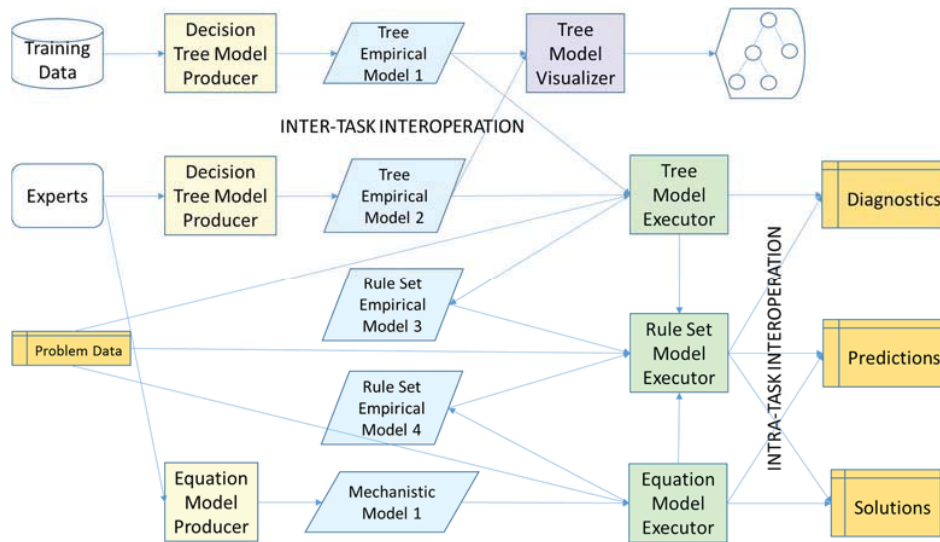 Training
Data
Decision
Tree Model
Producer
Tree
Empirical
Model 1
Tree
Model
Visualizer
INTER-TASK INTEROPERATION
Experts
Decision
Tree Model
Producer
Tree
Empirical
Model 2
Tree
Model
Executor
Diagnostics
Rule Set
Empirical
Model 3
Problem Data
Rule Set
Model
Executor
INTRA-TASK INTEROPERATION
Predictions
Rule Set
Empirical
Model 4
Equation
Model
Producer
Mechanistic
Model 1
Equation
Model
Executor
Solutions